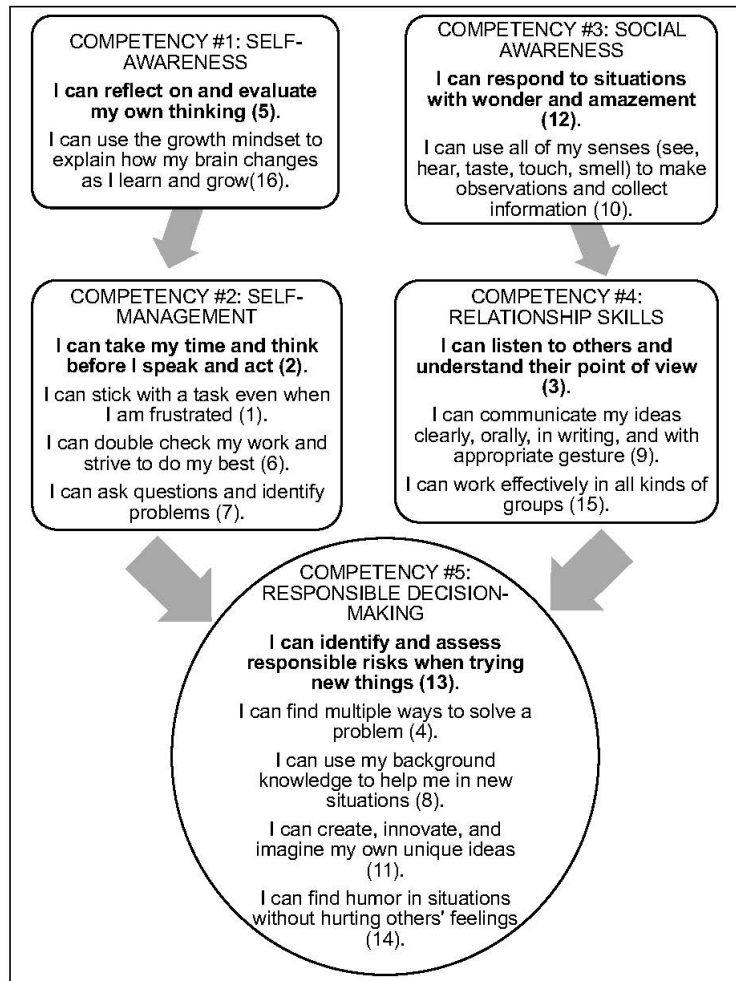 COMPETENCY #1: SELF-
AWARENESS
I can reflect on and evaluate
my own thinking (5).
I can use the growth mindset to
explain how my brain changes
as I learn and grow(16).
COMPETENCY #2: SELF-
MANAGEMENT
I can take my time and think
before I speak and act (2).
I can stick with a task even when
I am frustrated (1).
I can double check my work and
strive to do my best (6).
I can ask questions and identify
problems (7).
COMPETENCY #3: SOCIAL
AWARENESS
I can respond to situations
with wonder and amazement
(12).
I can use all of my senses (see,
hear, taste, touch, smell) to make
observations and collect
information (10).
COMPETENCY #4:
RELATIONSHIP SKILLS
I can listen to others and
understand their point of view
(3).
I can communicate my ideas
clearly, orally, in writing, and with
appropriate gesture (9).
I can work effectively in all kinds of
groups (15).
COMPETENCY #5:
RESPONSIBLE DECISION-
MAKING
I can identify and assess
responsible risks when trying
new things (13).
I can find multiple ways to solve a
problem (4).
I can use my background
knowledge to help me in new
situations (8).
I can create, innovate, and
imagine my own unique ideas
(11).
I can find humor in situations
without hurting others' feelings
(14).